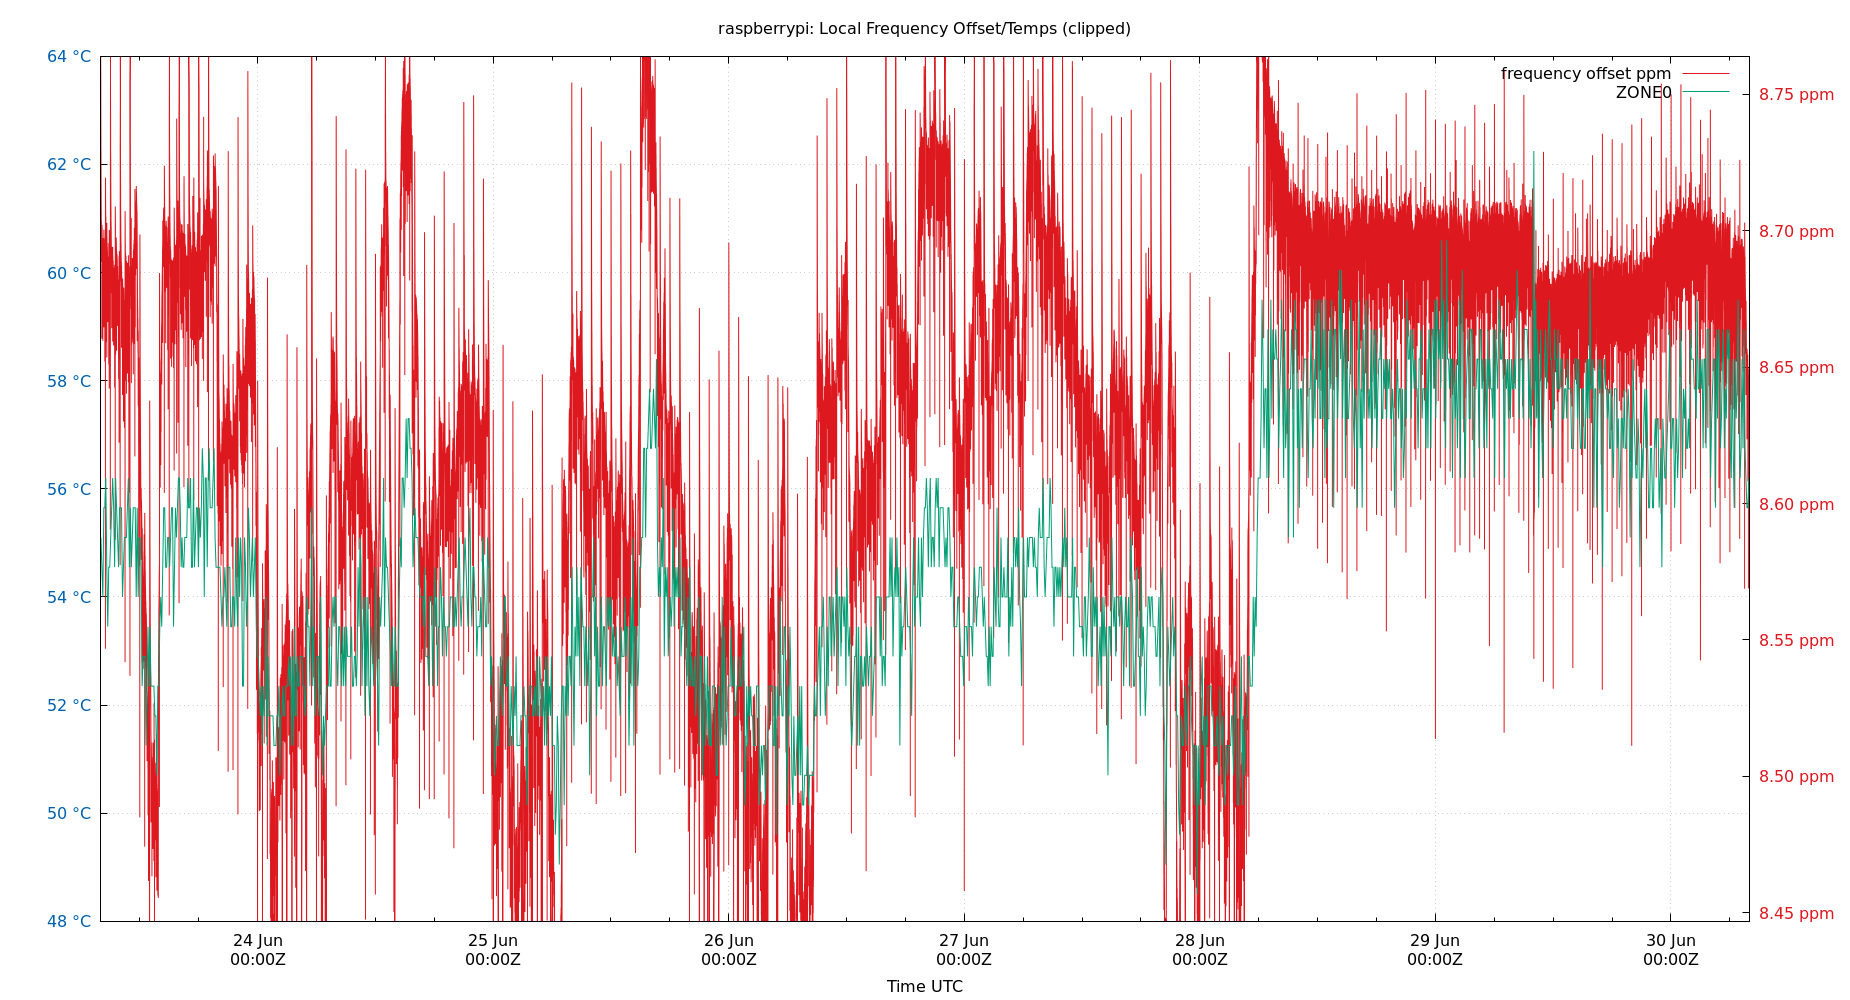 raspberrypi: Local Frequency Offset/Temps (clipped)
64 °C
62 °C
60 °C
58 °C
56 °C
54 °C
52 °C
50 °C
48 °C
frequency offset ppm
ZONE0
8.75 ppm
8.70 ppm
8.65 ppm
8.60 ppm
8.55 ppm
8.50 ppm
8.45 ppm
24 Jun
00:00Z
25 Jun
00:00Z
26 Jun
00:00Z
27 Jun
00:00Z
28 Jun
00:00Z
29 Jun
00:00Z
30 Jun
00:00Z
Time UTC